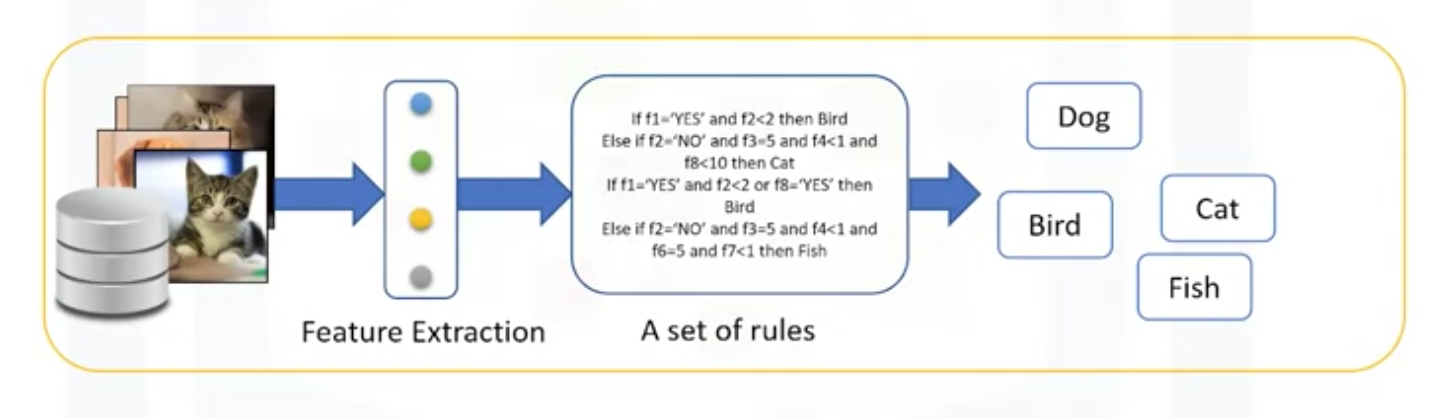 If f1='YES' and f2<2 then Bird
Else if f2='NO' and f3=5 and f4<1 and
f8<10 then Cat
If f1='YES' and f2<2 or f8='YES' then
Bird
Else if f2='NO' and f3=5 and f4<1 and
f6=5 and f7<1 then Fish
Dog
Bird
Cat
Fish
Feature Extraction
A set of rules